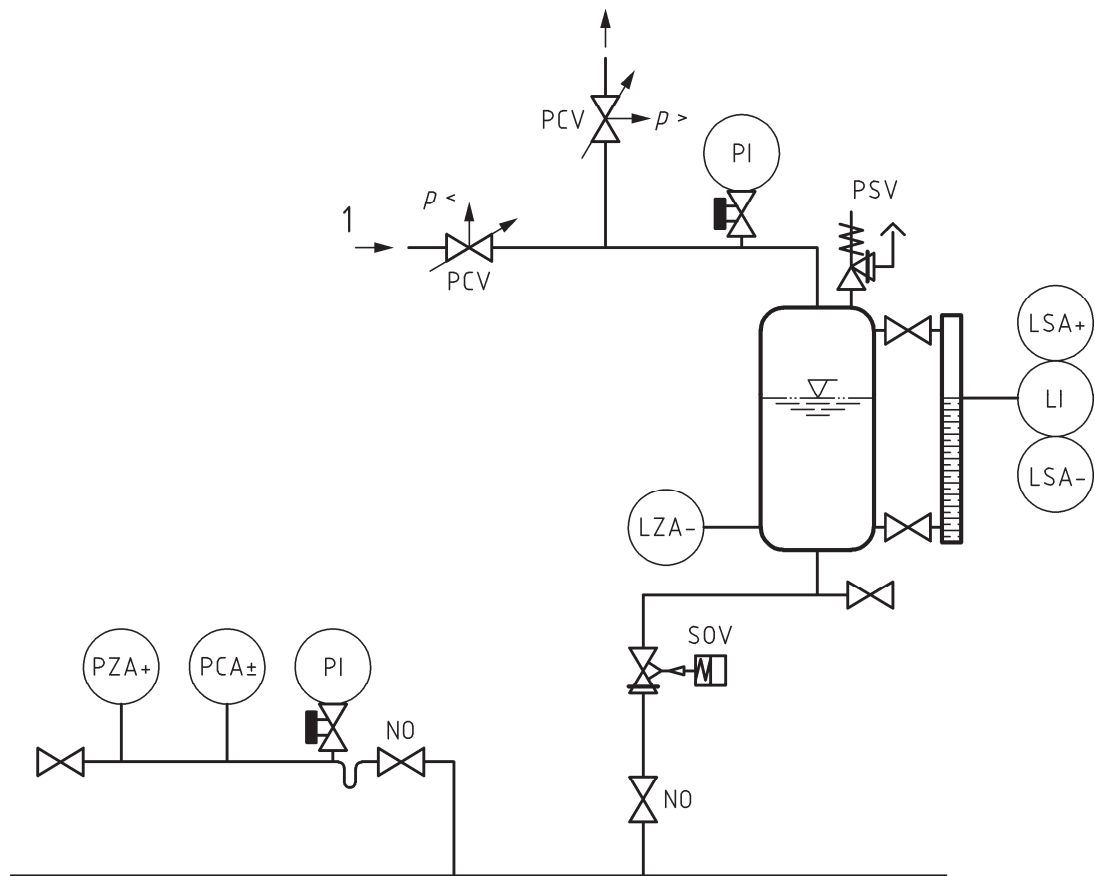 PCV
p >
PI
PSV
p <
1
PCV
LSA+
LI
LSA-
LZA-
SOV
PZA+
PCA±
PI
NO
NO